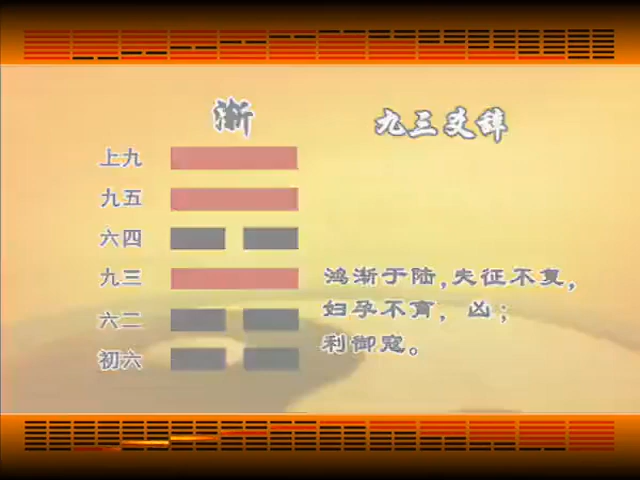 渐
九三爻辞
上九
九五
六四
九三
鸿渐于陆,夫征不复,
六二
妇孕不育,凶;
初六
利御寇。